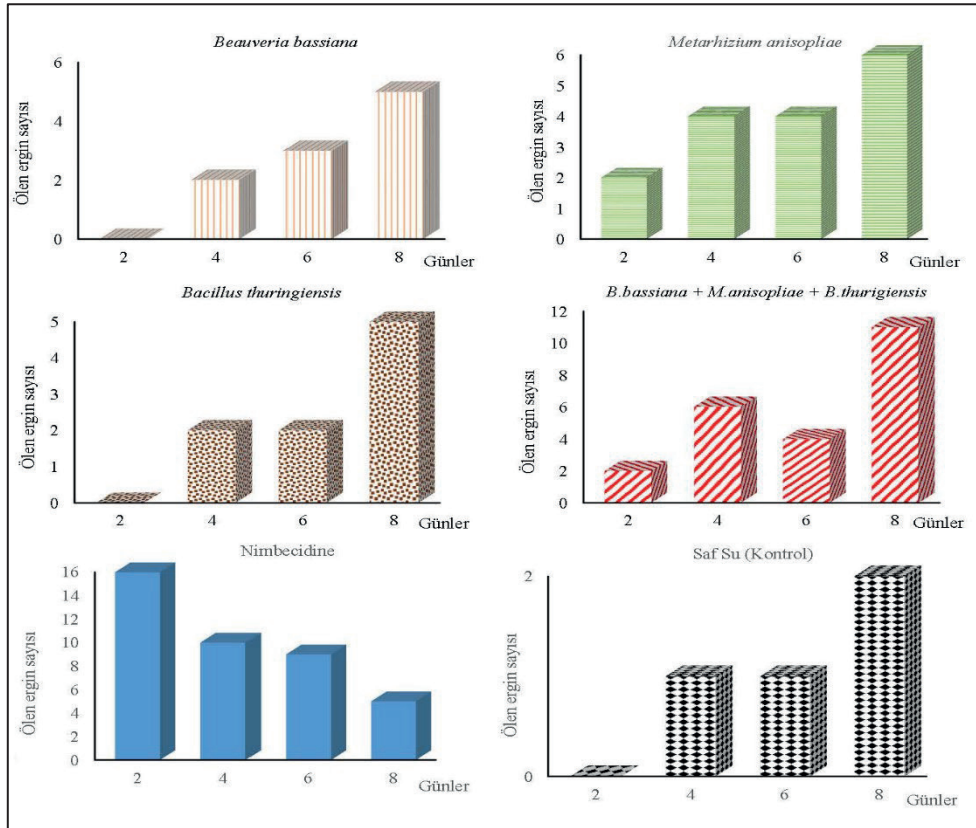 Beauveria bassiana
Ölen ergin sayısı
6
4
2
0
2 4 6 8 Günler
Metarhizium anisopliae
Ölen ergin sayısı
6
5
4
3
2
1
0
2 4 6 8 Günler
Bacillus thuringiensis
Ölen ergin sayısı
5
4
3
2
1
0
2 4 6 8 Günler
B.bassiana + M.anisopliae + B.thurigiensis
Ölen ergin sayısı
12
10
8
6
4
2
0
2 4 6 8 Günler
Nimbecidine
Ölen ergin sayısı
16
14
12
10
8
6
4
2
0
2 4 6 8 Günler
Saf Su (Kontrol)
Ölen ergin sayısı
2
0
2 4 6 8 Günler